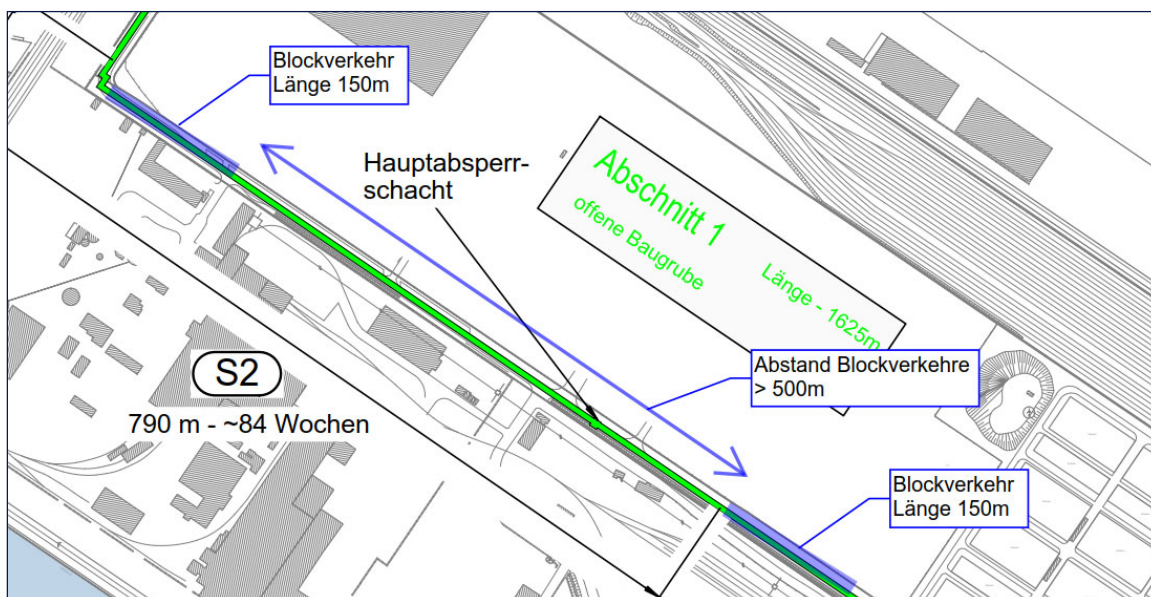 Blockverkehr
Länge 150m
Hauptabsperr-
schacht
Abschnitt 1
offene Baugrube
Länge - 1625m
Abstand Blockverkehre
> 500m
S2
790 m - ~84 Wochen
Blockverkehr
Länge 150m